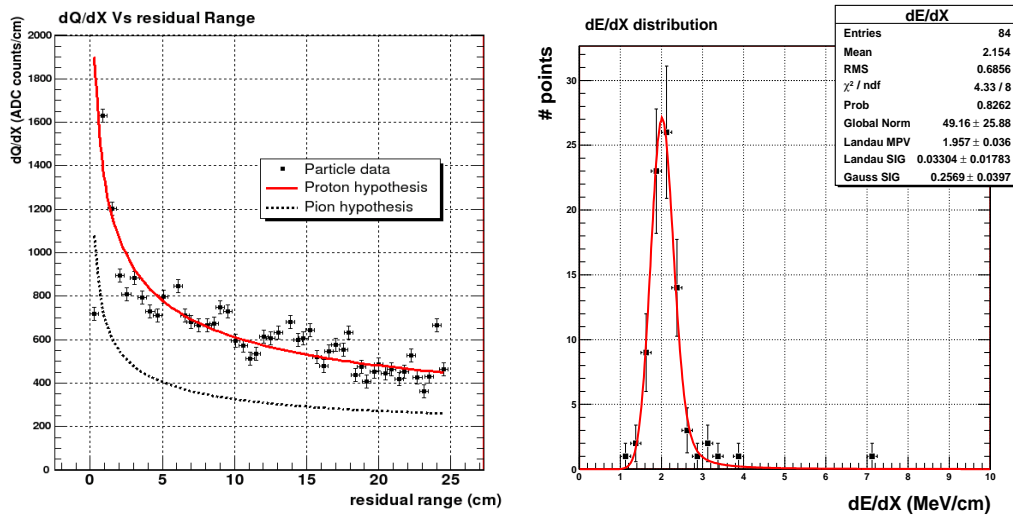 dQ/dX Vs residual Range
dQ/dX (ADC counts/cm)
2000
1800
1600
1400
1200
1000
800
600
400
200
0
Particle data
Proton hypothesis
Pion hypothesis
0 5 10 15 20 25
residual range (cm)
dE/dX distribution
# points
30
25
20
15
10
5
0
dE/dX
Entries 84
Mean 2.154
RMS 0.6856
χ² / ndf 4.33 / 8
Prob 0.8262
Global Norm 49.16 ± 25.88
Landau MPV 1.957 ± 0.036
Landau SIG 0.03304 ± 0.01783
Gauss SIG 0.2569 ± 0.0397
0 1 2 3 4 5 6 7 8 9 10
dE/dX (MeV/cm)